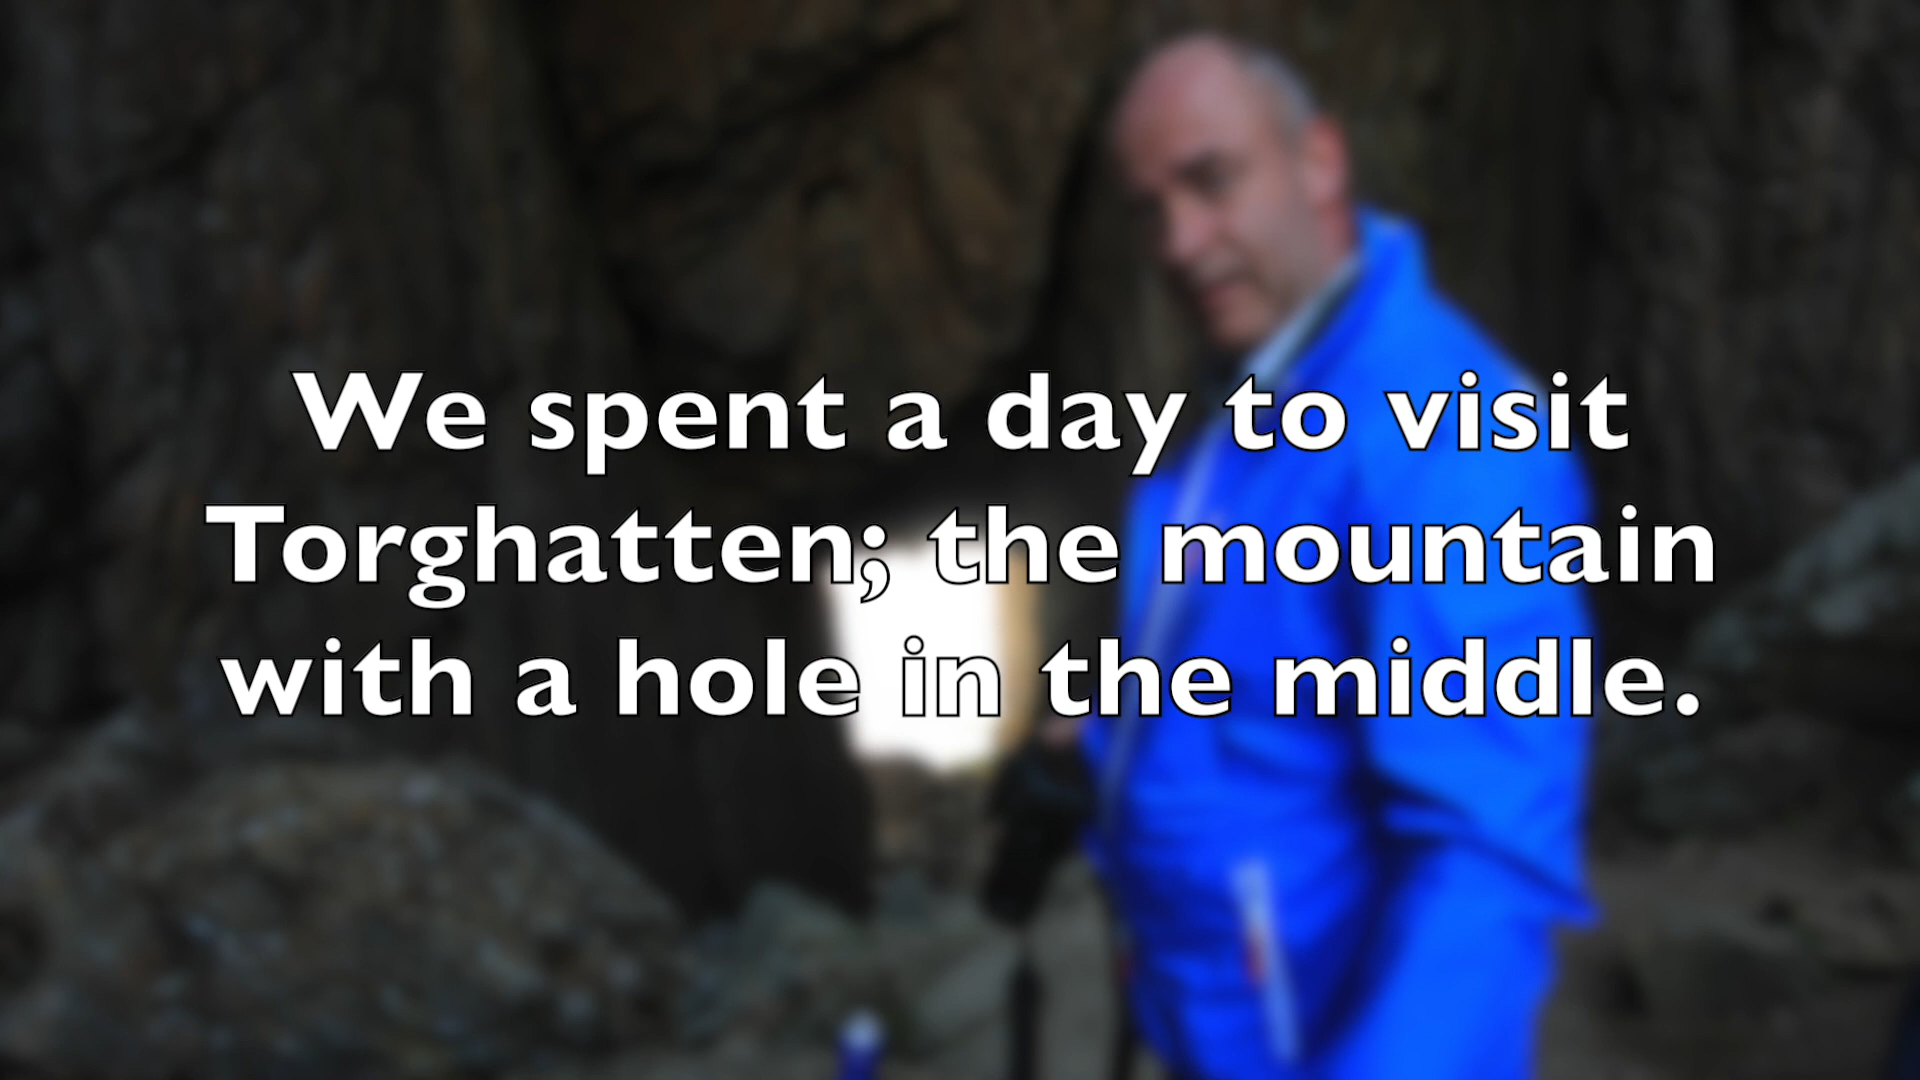 We spent a day to visit
Torghatten; the mountain
with a hole in the middle.